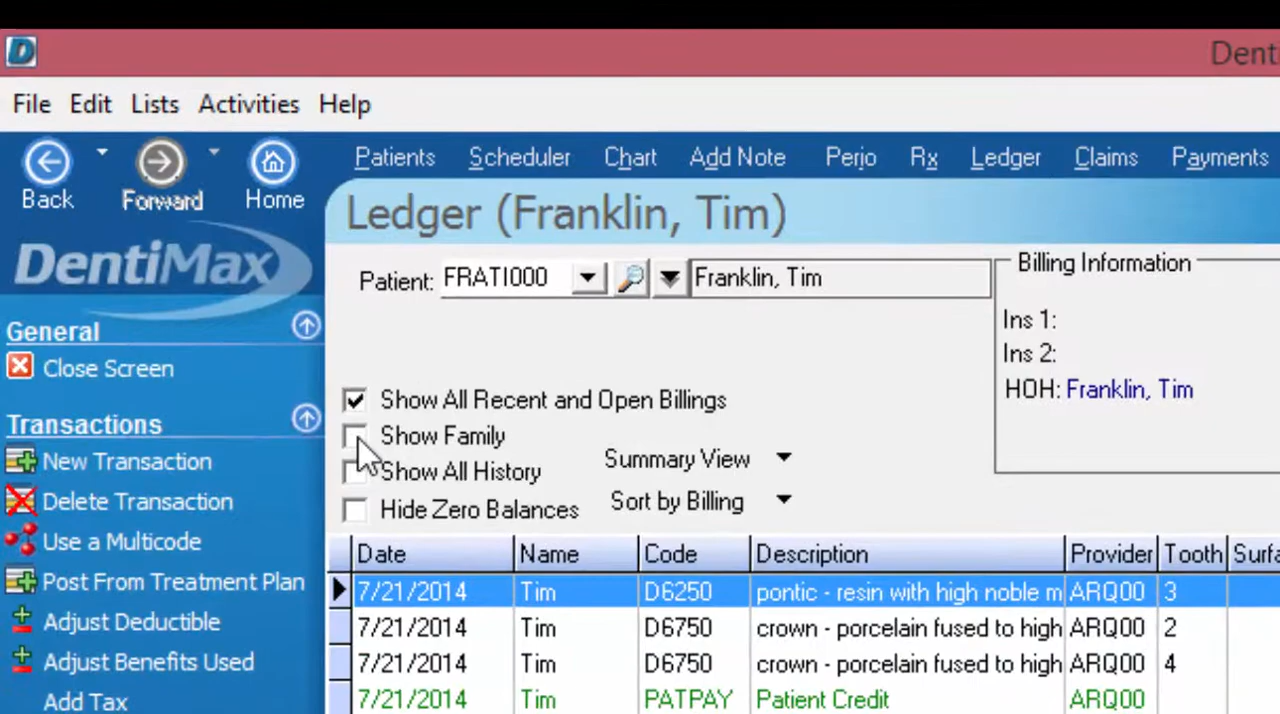 D Denti
File Edit Lists Activities Help
Back Forward Home Patients Scheduler Chart Add Note Perio Rx Ledger Claims Payments
DentiMax
Ledger (Franklin, Tim)
Patient: FRATI000 Franklin, Tim
Billing Information
Ins 1:
Ins 2:
HOH: Franklin, Tim
Show All Recent and Open Billings
Show Family
Show All History
Hide Zero Balances
Summary View
Sort by Billing
General
Close Screen
Transactions
New Transaction
Delete Transaction
Use a Multicode
Post From Treatment Plan
Adjust Deductible
Adjust Benefits Used
Add Tax
Date Name Code Description Provider Tooth Surfa
7/21/2014 Tim D6250 pontic - resin with high noble m ARQ00 3
7/21/2014 Tim D6750 crown - porcelain fused to high ARQ00 2
7/21/2014 Tim D6750 crown - porcelain fused to high ARQ00 4
7/21/2014 Tim PATPAY Patient Credit ARQ00